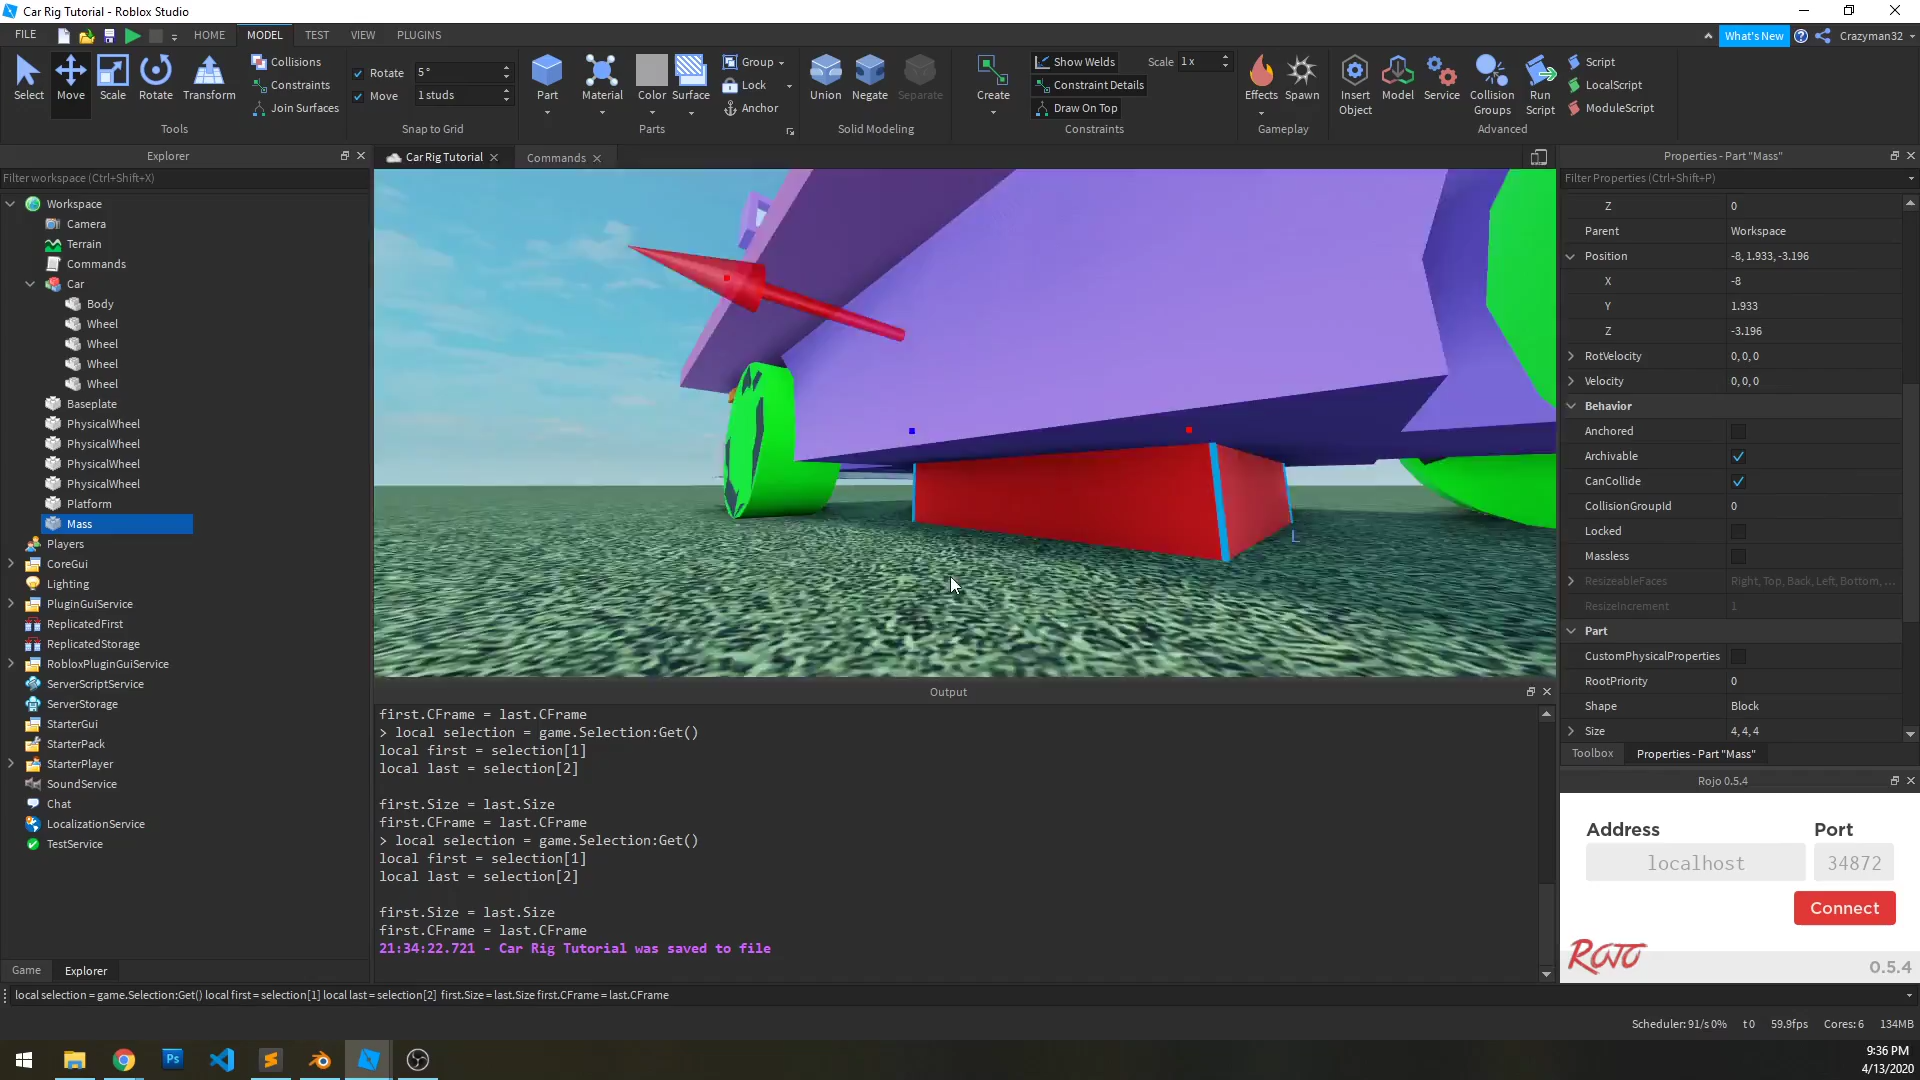 Car Rig Tutorial - Roblox Studio
FILE
HOME
MODEL
TEST
VIEW
PLUGINS
What's New
Crazyman32
Select
Move
Scale
Rotate
Transform
Collisions
Constraints
Join Surfaces
Tools
Rotate
5°
Move
1 studs
Snap to Grid
Part
Material
Color
Surface
Group
Lock
Anchor
Parts
Union
Negate
Separate
Solid Modeling
Create
Show Welds
Constraint Details
Draw On Top
Scale
1 x
Constraints
Effects
Spawn
Gameplay
Insert Object
Model
Service
Collision Groups
Run Script
Script
LocalScript
ModuleScript
Advanced
Explorer
Filter workspace (Ctrl+Shift+X)
Workspace
Camera
Terrain
Commands
Car
Body
Wheel
Wheel
Wheel
Wheel
Baseplate
PhysicalWheel
PhysicalWheel
PhysicalWheel
PhysicalWheel
Platform
Mass
Players
CoreGui
Lighting
PluginGuiService
ReplicatedFirst
ReplicatedStorage
RobloxPluginGuiService
ServerScriptService
ServerStorage
StarterGui
StarterPack
StarterPlayer
SoundService
Chat
LocalizationService
TestService
Game
Explorer
Car Rig Tutorial
Commands
L
Output
first.CFrame = last.CFrame
> local selection = game.Selection:Get()
local first = selection[1]
local last = selection[2]
first.Size = last.Size
first.CFrame = last.CFrame
> local selection = game.Selection:Get()
local first = selection[1]
local last = selection[2]
first.Size = last.Size
first.CFrame = last.CFrame
21:34:22.721 - Car Rig Tutorial was saved to file
Properties - Part "Mass"
Filter Properties (Ctrl+Shift+P)
Z 0
Parent Workspace
Position -8, 1.933, -3.196
X -8
Y 1.933
Z -3.196
RotVelocity 0, 0, 0
Velocity 0, 0, 0
Behavior
Anchored
Archivable
CanCollide
CollisionGroupId 0
Locked
Massless
ResizeableFaces Right, Top, Back, Left, Bottom, ...
ResizeIncrement 1
Part
CustomPhysicalProperties
RootPriority 0
Shape Block
Size 4, 4, 4
Toolbox
Properties - Part "Mass"
Rojo 0.5.4
Address
Port
localhost
34872
Connect
ROJO
0.5.4
local selection = game.Selection:Get() local first = selection[1] local last = selection[2] first.Size = last.Size first.CFrame = last.CFrame
Scheduler: 91/s 0% t 0 59.9fps Cores: 6 134MB
Ps
9:36 PM
4/13/2020